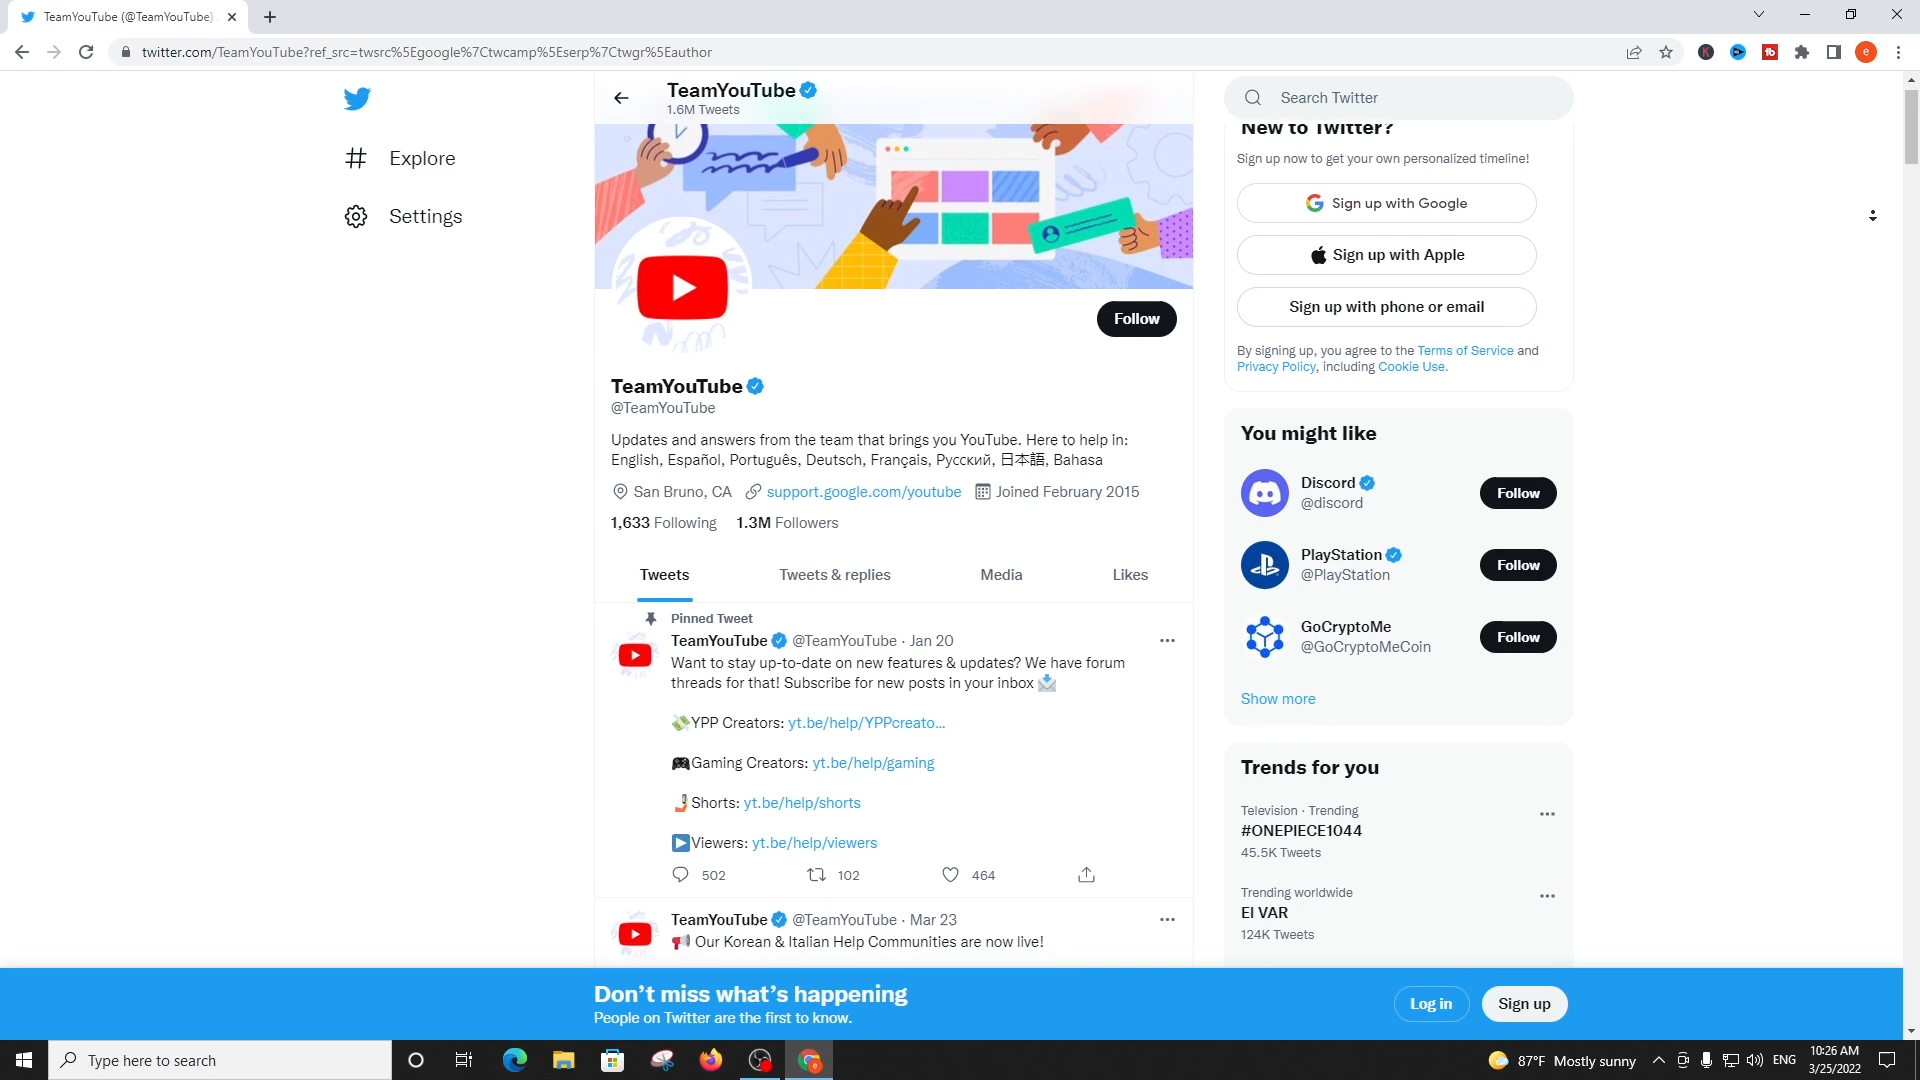 TeamYouTube (@TeamYouTube)
twitter.com/TeamYouTube?ref_src=twsrc%5Egoogle%7Ctwcamp%5Eserp%7Ctwgr%5Eauthor
e
Explore
Settings
TeamYouTube
1.6M Tweets
Follow
TeamYouTube
@TeamYouTube
Updates and answers from the team that brings you YouTube. Here to help in:
English, Español, Português, Deutsch, Français, Русский, 日本語, Bahasa
San Bruno, CA support.google.com/youtube Joined February 2015
1,633 Following 1.3M Followers
Tweets Tweets & replies Media Likes
Pinned Tweet
TeamYouTube @TeamYouTube · Jan 20
Want to stay up-to-date on new features & updates? We have forum
threads for that! Subscribe for new posts in your inbox 📩
💸YPP Creators: yt.be/help/YPPcreato…
🎮Gaming Creators: yt.be/help/gaming
🤳Shorts: yt.be/help/shorts
▶️Viewers: yt.be/help/viewers
502 102 464
TeamYouTube @TeamYouTube · Mar 23
📢 Our Korean & Italian Help Communities are now live!
Search Twitter
New to Twitter?
Sign up now to get your own personalized timeline!
Sign up with Google
Sign up with Apple
Sign up with phone or email
By signing up, you agree to the Terms of Service and
Privacy Policy, including Cookie Use.
You might like
Discord
@discord
Follow
PlayStation
@PlayStation
Follow
GoCryptoMe
@GoCryptoMeCoin
Follow
Show more
Trends for you
Television · Trending
#ONEPIECE1044
45.5K Tweets
Trending worldwide
El VAR
124K Tweets
Don’t miss what’s happening
People on Twitter are the first to know.
Log in Sign up
Type here to search
87°F Mostly sunny
ENG
10:26 AM
3/25/2022